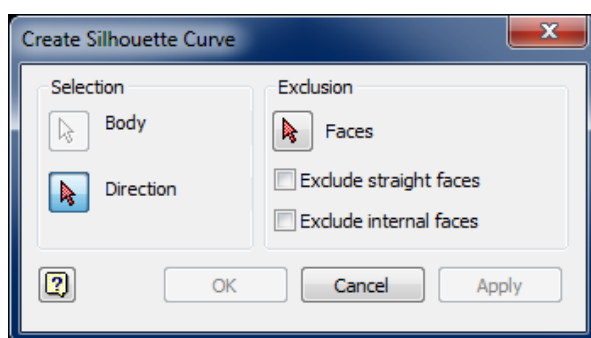 Create Silhouette Curve
Selection
Body
Direction
Exclusion
Faces
Exclude straight faces
Exclude internal faces
OK
Cancel
Apply